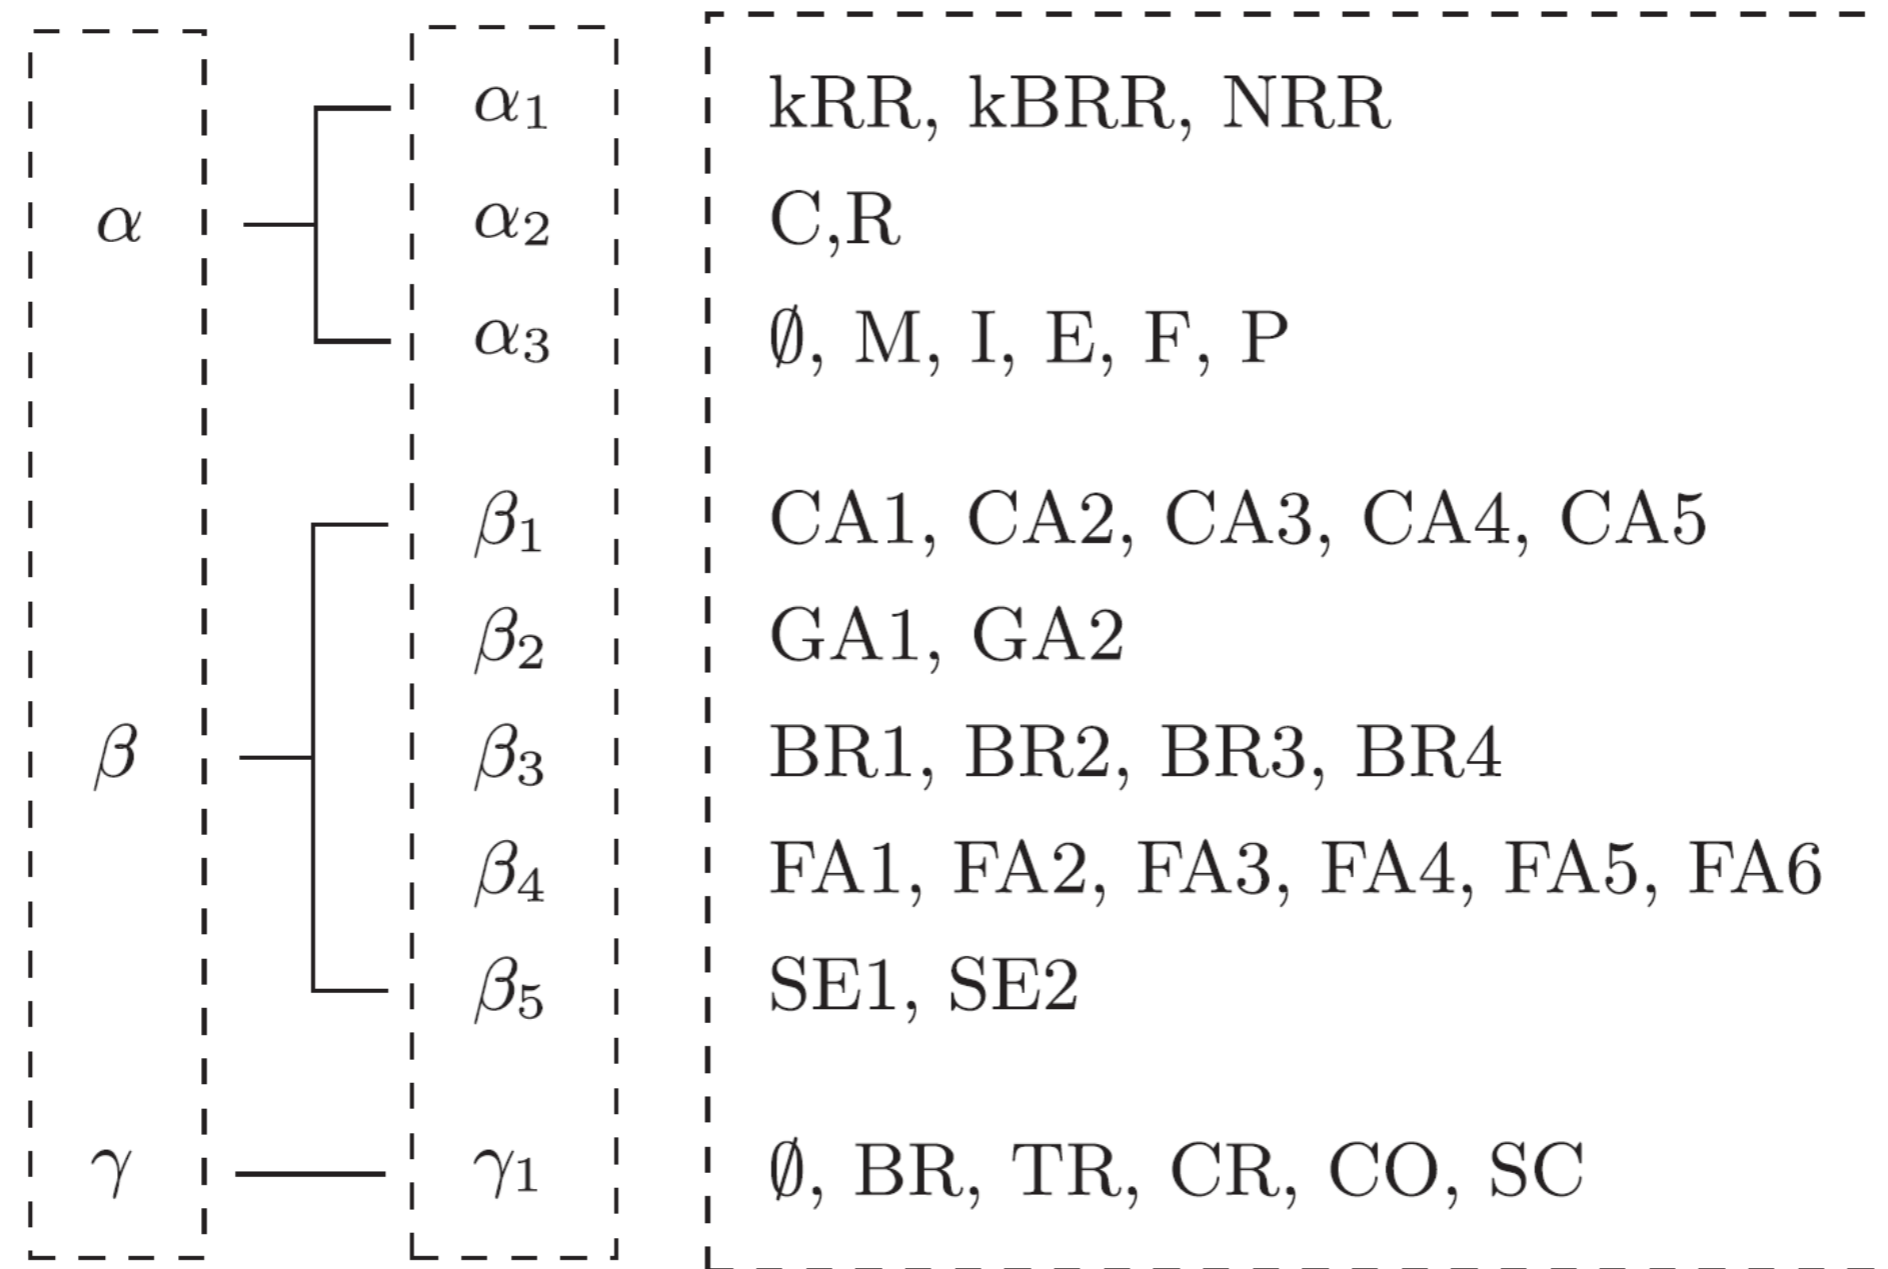 α₁ kRR, kBRR, NRR
α α₂ C,R
α₃ ∅, M, I, E, F, P
β₁ CA1, CA2, CA3, CA4, CA5
β₂ GA1, GA2
β β₃ BR1, BR2, BR3, BR4
β₄ FA1, FA2, FA3, FA4, FA5, FA6
β₅ SE1, SE2
γ γ₁ ∅, BR, TR, CR, CO, SC